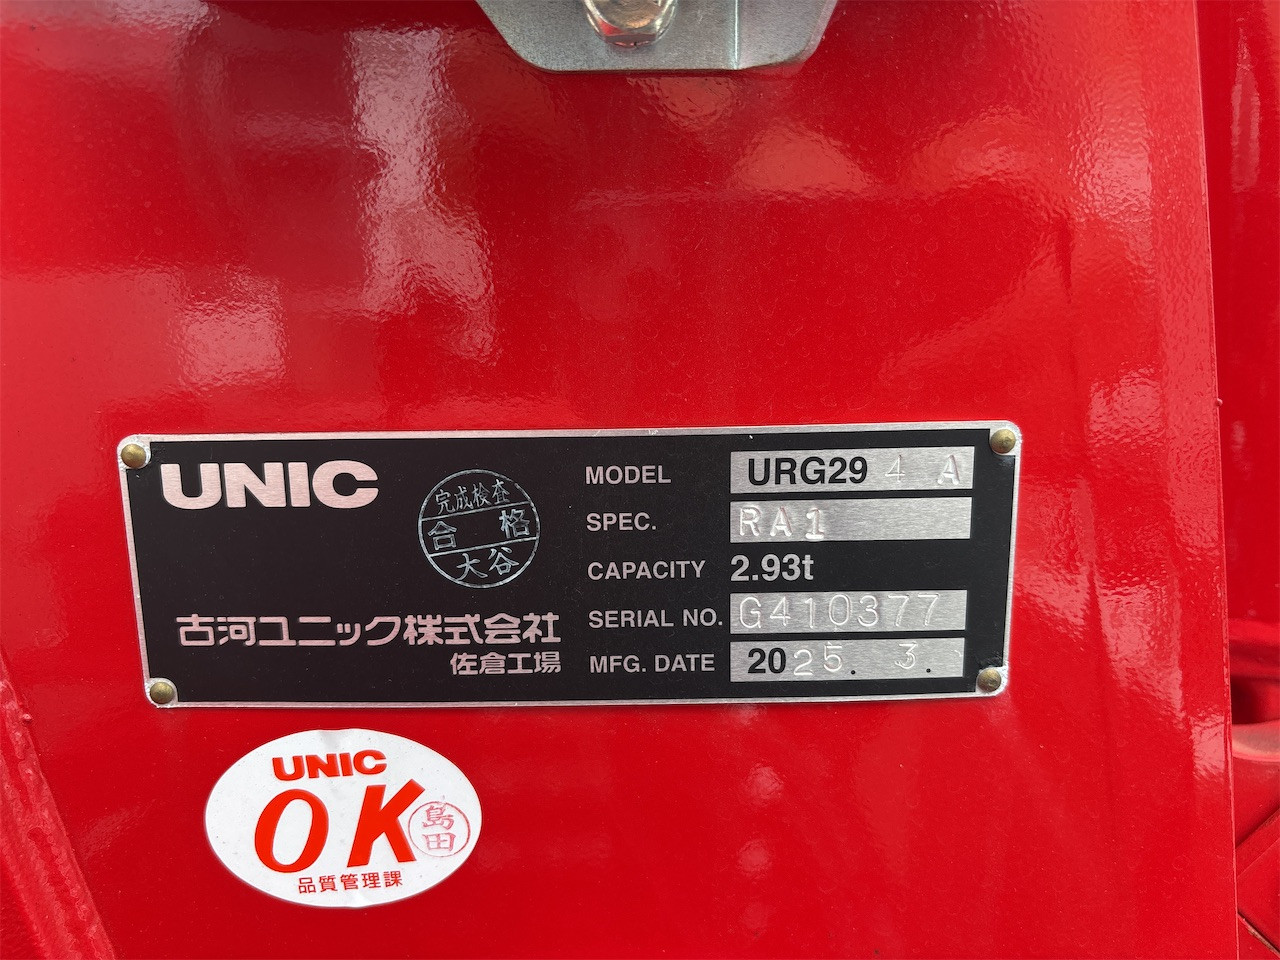 UNIC
完成検査
合格
大谷
古河ユニック株式会社
佐倉工場
MODEL URG294A
SPEC. RA1
CAPACITY 2.93t
SERIAL NO. G410377
MFG. DATE 2025. 3.
UNIC
OK
島田
品質管理課